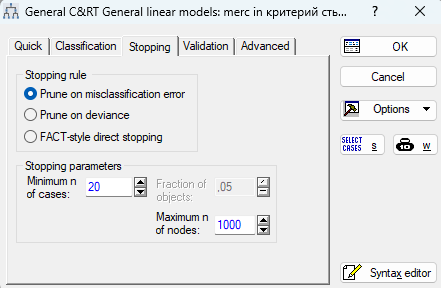 General C&RT General linear models: merc in критерий сть...
Quick
Classification
Stopping
Validation
Advanced
OK
Cancel
Options
SELECT CASES s
w
Syntax editor
Stopping rule
Prune on misclassification error
Prune on deviance
FACT-style direct stopping
Stopping parameters
Minimum n
of cases:
20
Fraction of
objects:
,05
Maximum n
of nodes:
1000